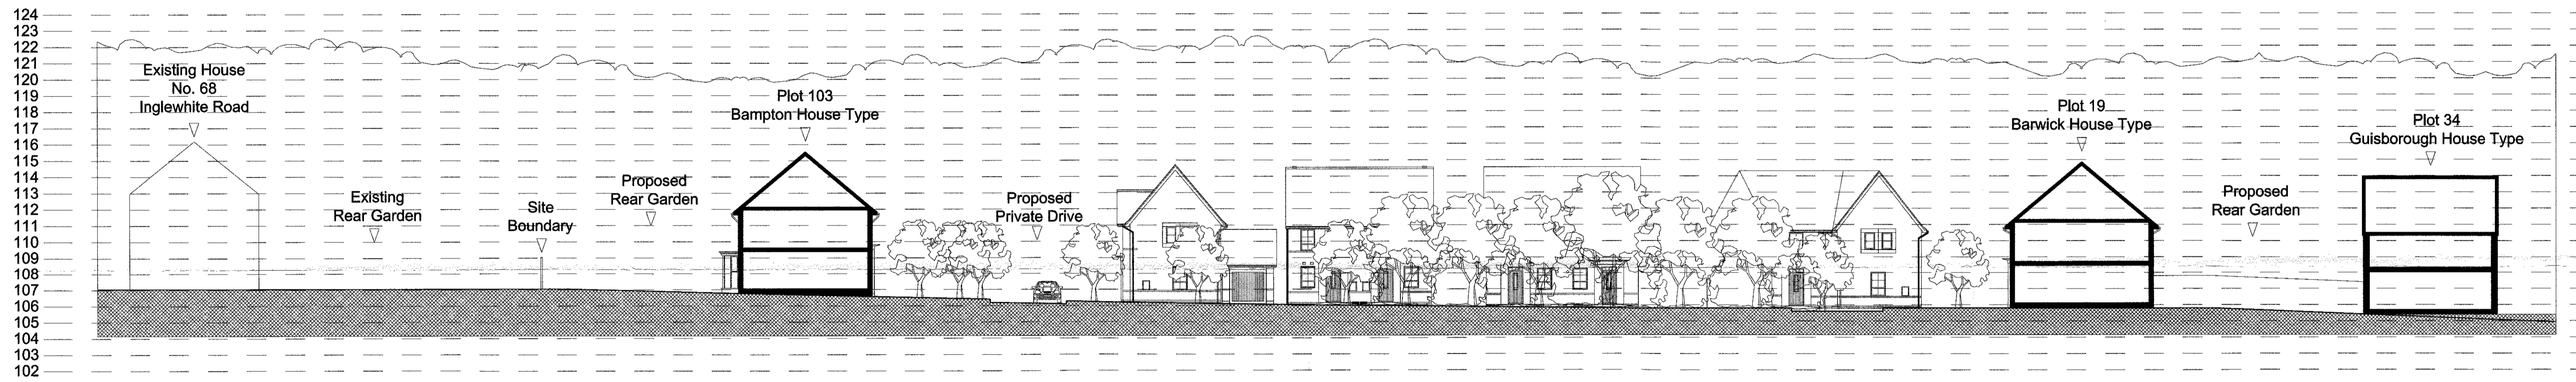 124
123
122
121
120
119
118
117
116
115
114
113
112
111
110
109
108
107
106
105
104
103
102
Existing House
No. 68
Inglewhite Road
Existing
Rear Garden
Site
Boundary
Proposed
Rear Garden
Plot 103
Bampton House Type
Proposed
Private Drive
Plot 19
Barwick House Type
Proposed
Rear Garden
Plot 34
Guisborough House Type